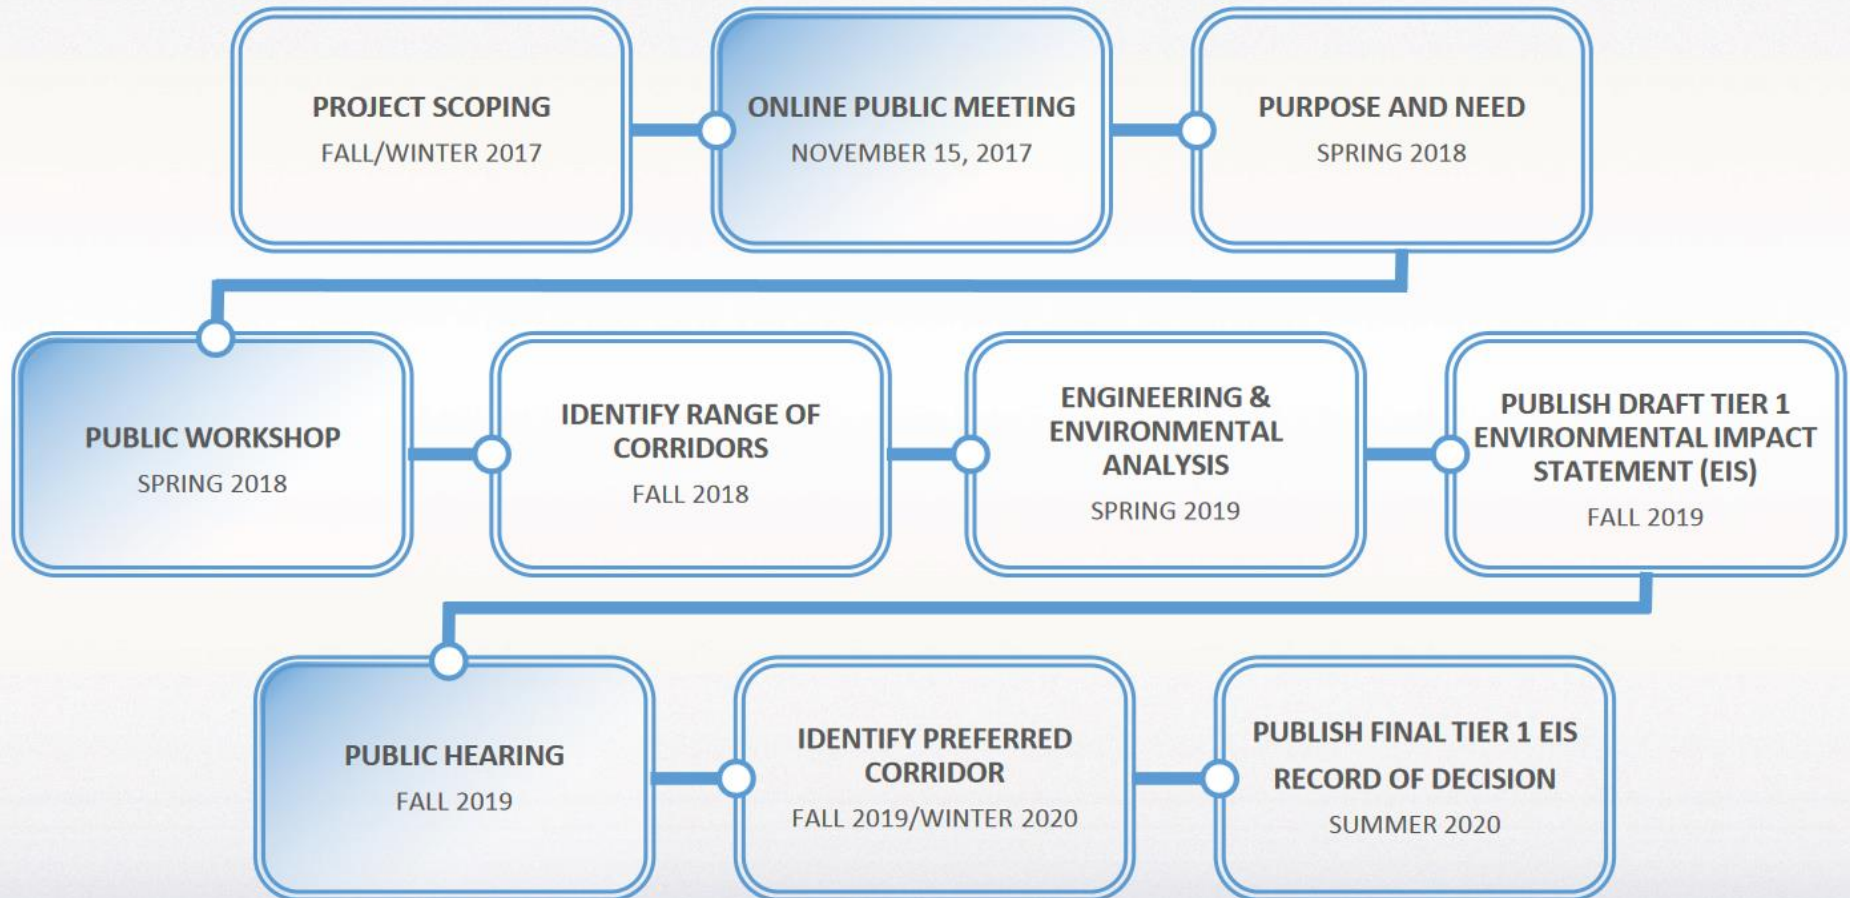 PROJECT SCOPING
FALL/WINTER 2017
ONLINE PUBLIC MEETING
NOVEMBER 15, 2017
PURPOSE AND NEED
SPRING 2018
PUBLIC WORKSHOP
SPRING 2018
IDENTIFY RANGE OF
CORRIDORS
FALL 2018
ENGINEERING &
ENVIRONMENTAL
ANALYSIS
SPRING 2019
PUBLISH DRAFT TIER 1
ENVIRONMENTAL IMPACT
STATEMENT (EIS)
FALL 2019
PUBLIC HEARING
FALL 2019
IDENTIFY PREFERRED
CORRIDOR
FALL 2019/WINTER 2020
PUBLISH FINAL TIER 1 EIS
RECORD OF DECISION
SUMMER 2020